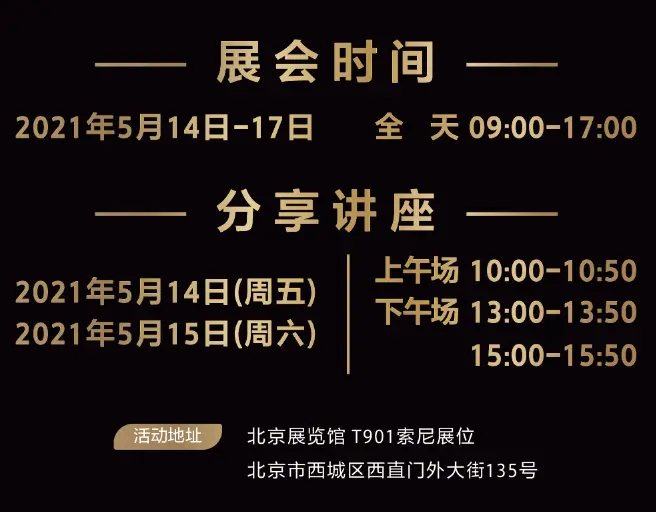 展会时间
2021年5月14日-17日 全 天 09:00-17:00
分享讲座
2021年5月14日(周五)
2021年5月15日(周六)
上午场 10:00-10:50
下午场 13:00-13:50
15:00-15:50
活动地址 北京展览馆 T901索尼展位
北京市西城区西直门外大街135号